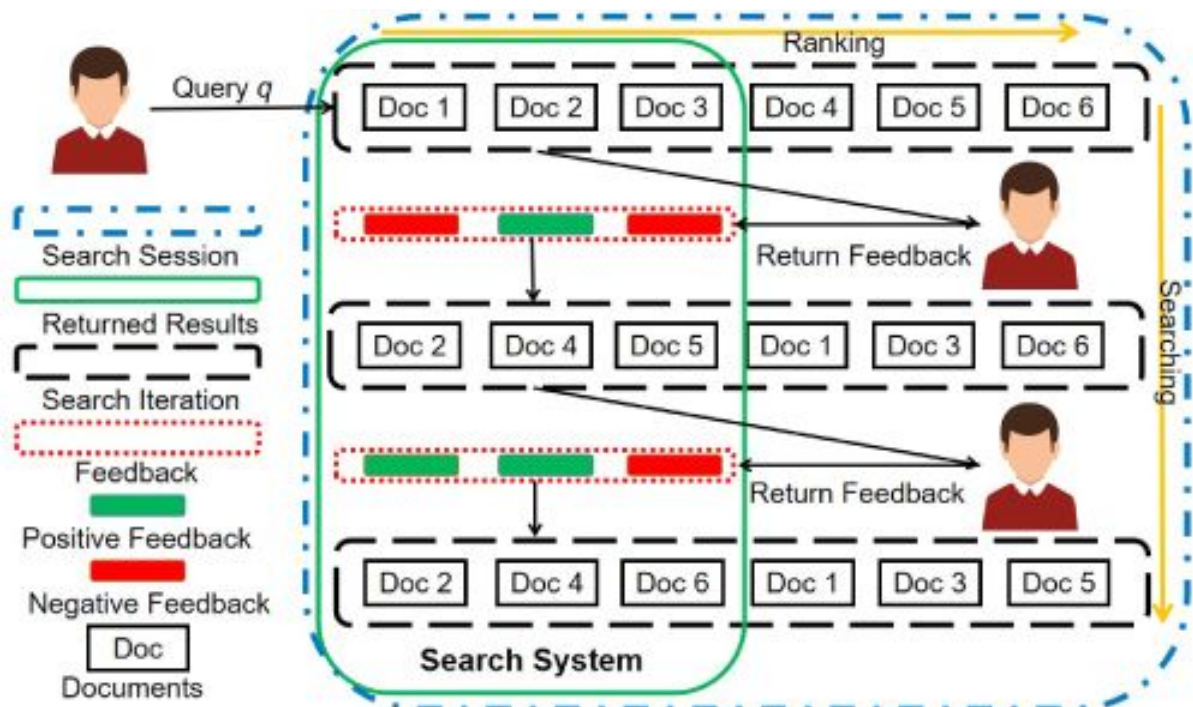 Ranking
Query q
Doc 1 Doc 2 Doc 3 Doc 4 Doc 5 Doc 6
Search Session
Return Feedback
Returned Results
Searching
Doc 2 Doc 4 Doc 5 Doc 1 Doc 3 Doc 6
Search Iteration
Feedback
Return Feedback
Positive Feedback
Doc 2 Doc 4 Doc 6 Doc 1 Doc 3 Doc 5
Negative Feedback
Doc
Search System
Documents